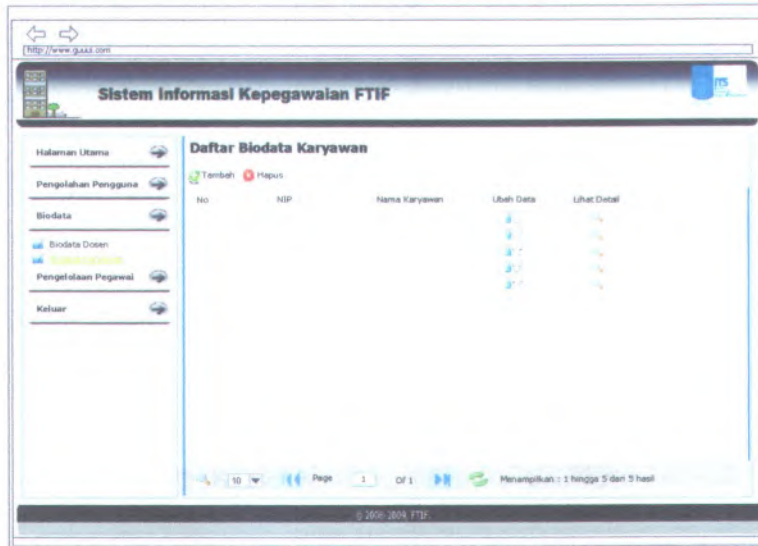 http://www.guuui.com
Sistem Informasi Kepegawaian FTIF
ITS
Halaman Utama
Pengolahan Pengguna
Biodata
Biodata Dosen
Pengelolaan Pegawai
Keluar
Daftar Biodata Karyawan
Tambah Hapus
No NIP Nama Karyawan Ubah Data Lihat Detail
10 Page 1 Of 1 Menampilkan : 1 hingga 5 dari 5 hasil
© 2008-2009, FTIF.